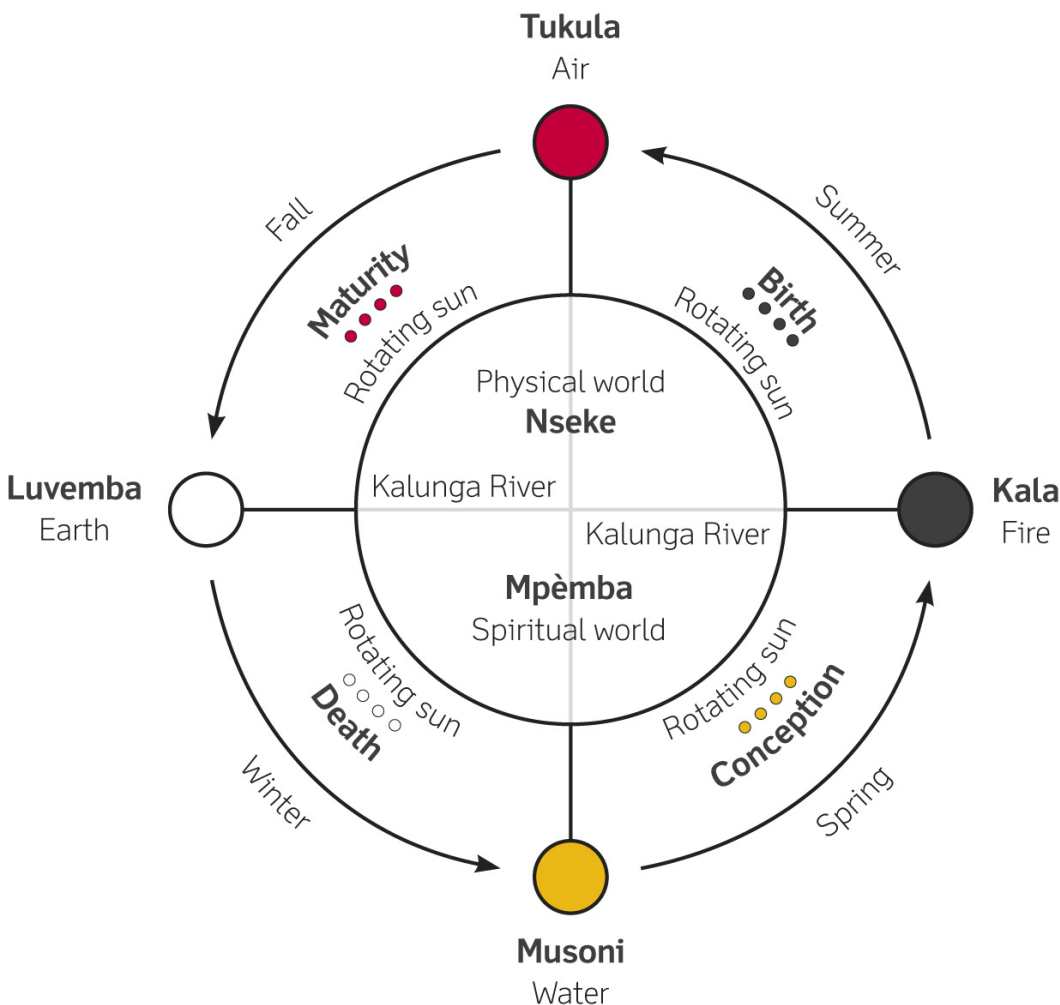 Tukula
Air
Fall
Summer
Maturity
Birth
Rotating sun
Rotating sun
Physical world
Nseke
Luvemba
Earth
Kalunga River
Kalunga River
Kala
Fire
Mpèmba
Spiritual world
Rotating sun
Rotating sun
Death
Conception
Winter
Spring
Musoni
Water